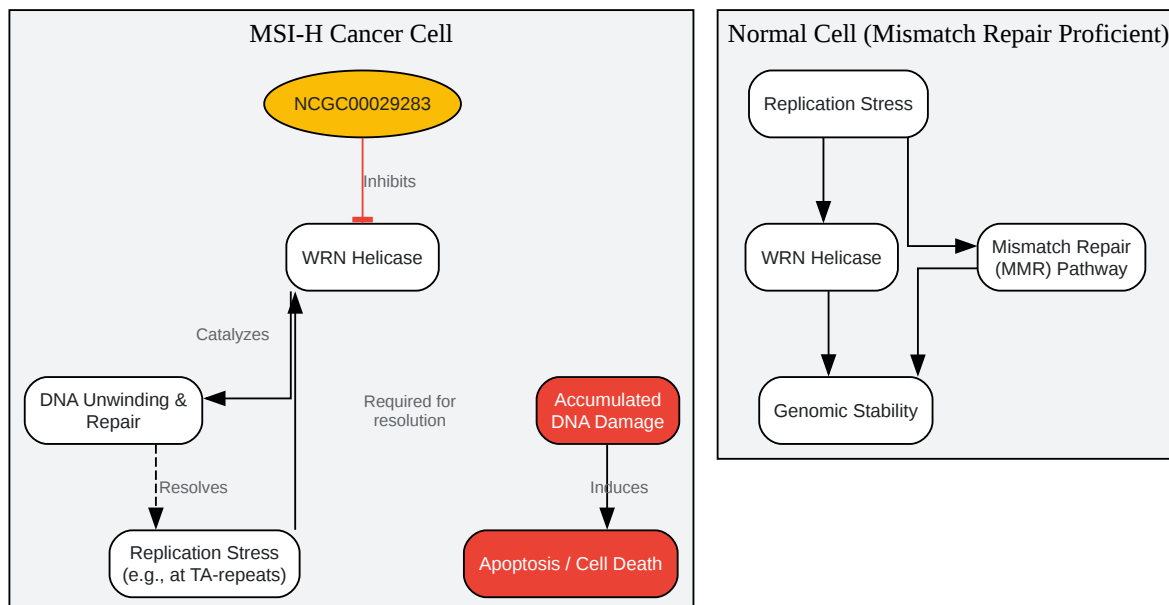 MSI-H Cancer Cell
NCGC00029283
Inhibits
WRN Helicase
Catalyzes
DNA Unwinding &
Repair
Required for
resolution
Accumulated
DNA Damage
Resolves
Induces
Replication Stress
(e.g., at TA-repeats)
Apoptosis / Cell Death
Normal Cell (Mismatch Repair Proficient)
Replication Stress
WRN Helicase
Mismatch Repair
(MMR) Pathway
Genomic Stability